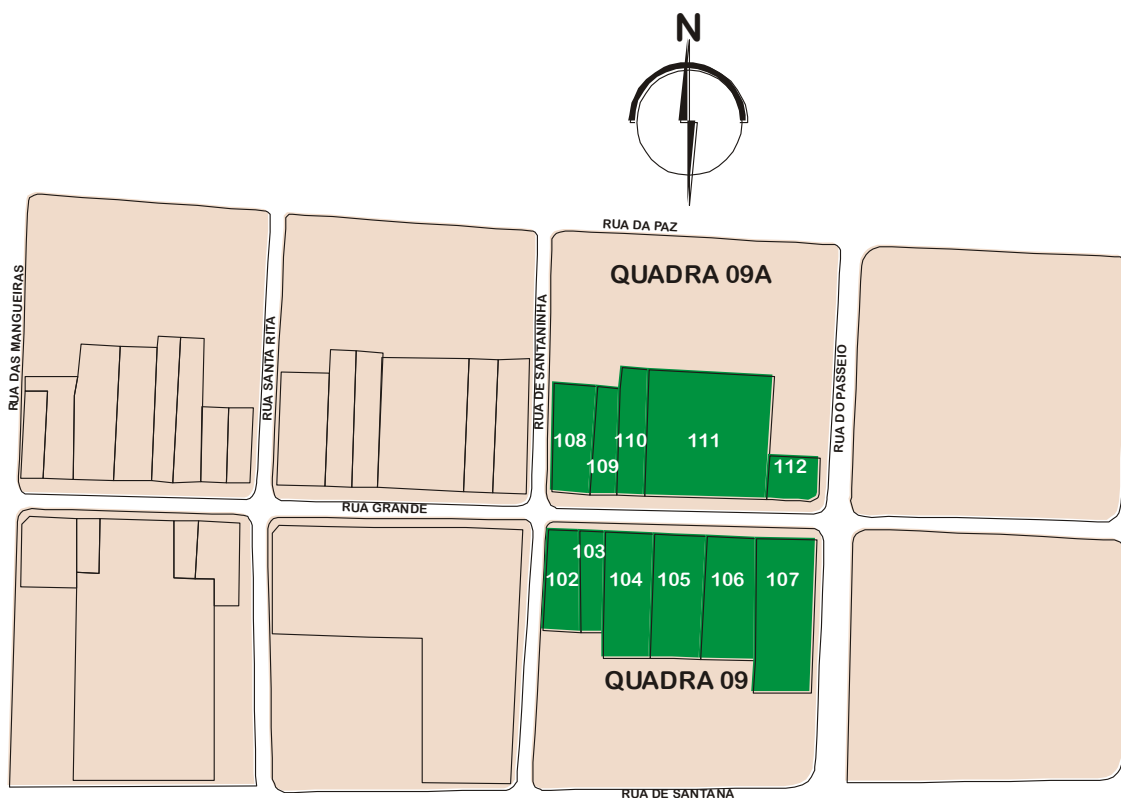 N
RUA DA PAZ
QUADRA 09A
RUA DAS MANGUEIRAS
RUA SANTA RITA
RUA DE SANTANINHA
RUA DO PASSEIO
108
109
110
111
112
RUA GRANDE
102
103
104
105
106
107
QUADRA 09
RUA DE SANTANA